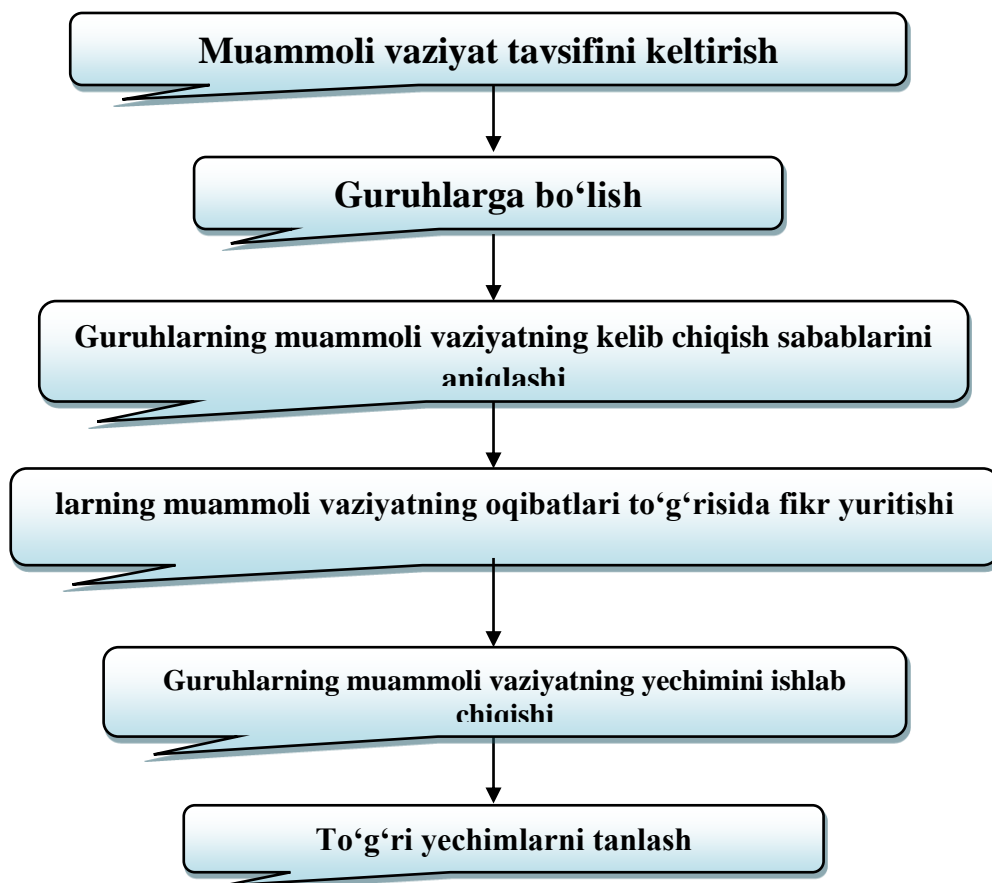 Muammoli vaziyat tavsifini keltirish
Guruhlarga bo‘lish
Guruhlarning muammoli vaziyatning kelib chiqish sabablarini
aniqlashi
larning muammoli vaziyatning oqibatlari to‘g‘risida fikr yuritishi
Guruhlarning muammoli vaziyatning yechimini ishlab
chiqishi
To‘g‘ri yechimlarni tanlash